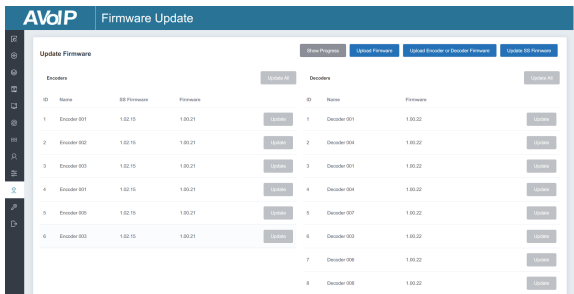 AVoIP Firmware Update
Update Firmware
Show Progress Upload Firmware Upload Encoder or Decoder Firmware Update SS Firmware
Encoders Update All
ID Name SS Firmware Firmware
1 Encoder 001 1.02.15 1.00.21 Update
2 Encoder 002 1.02.15 1.00.21 Update
3 Encoder 003 1.02.15 1.00.21 Update
4 Encoder 001 1.02.15 1.00.21 Update
5 Encoder 005 1.02.15 1.00.21 Update
6 Encoder 003 1.02.15 1.00.21 Update
Decoders Update All
ID Name Firmware
1 Decoder 001 1.00.22 Update
2 Decoder 004 1.00.22 Update
3 Decoder 001 1.00.22 Update
4 Decoder 004 1.00.22 Update
5 Decoder 007 1.00.22 Update
6 Decoder 003 1.00.22 Update
7 Decoder 006 1.00.22 Update
8 Decoder 008 1.00.22 Update